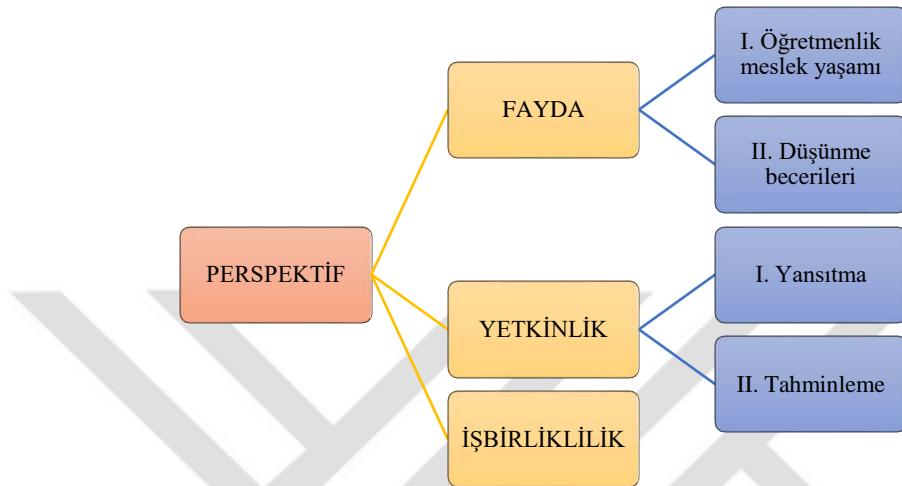 PERSPEKTİF
FAYDA
I. Öğretmenlik
meslek yaşamı
II. Düşünme
becerileri
YETKİNLİK
I. Yansıtma
II. Tahminleme
İŞBİRLİKLİLİK